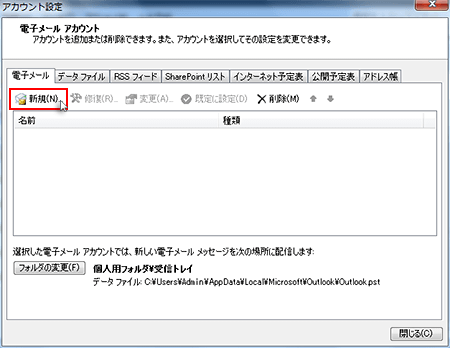 アカウント設定
電子メール アカウント
アカウントを追加または削除できます。また、アカウントを選択してその設定を変更できます。
電子メール データ ファイル RSS フィード SharePoint リスト インターネット予定表 公開予定表 アドレス帳
新規(N)... 修復(R)... 変更(A)... 既定に設定(D) 削除(M)
名前 種類
選択した電子メール アカウントでは、新しい電子メール メッセージを次の場所に配信します:
フォルダの変更(F) 個人用フォルダ¥受信トレイ
データ ファイル: C:¥Users¥Admin¥AppData¥Local¥Microsoft¥Outlook¥Outlook.pst
閉じる(C)